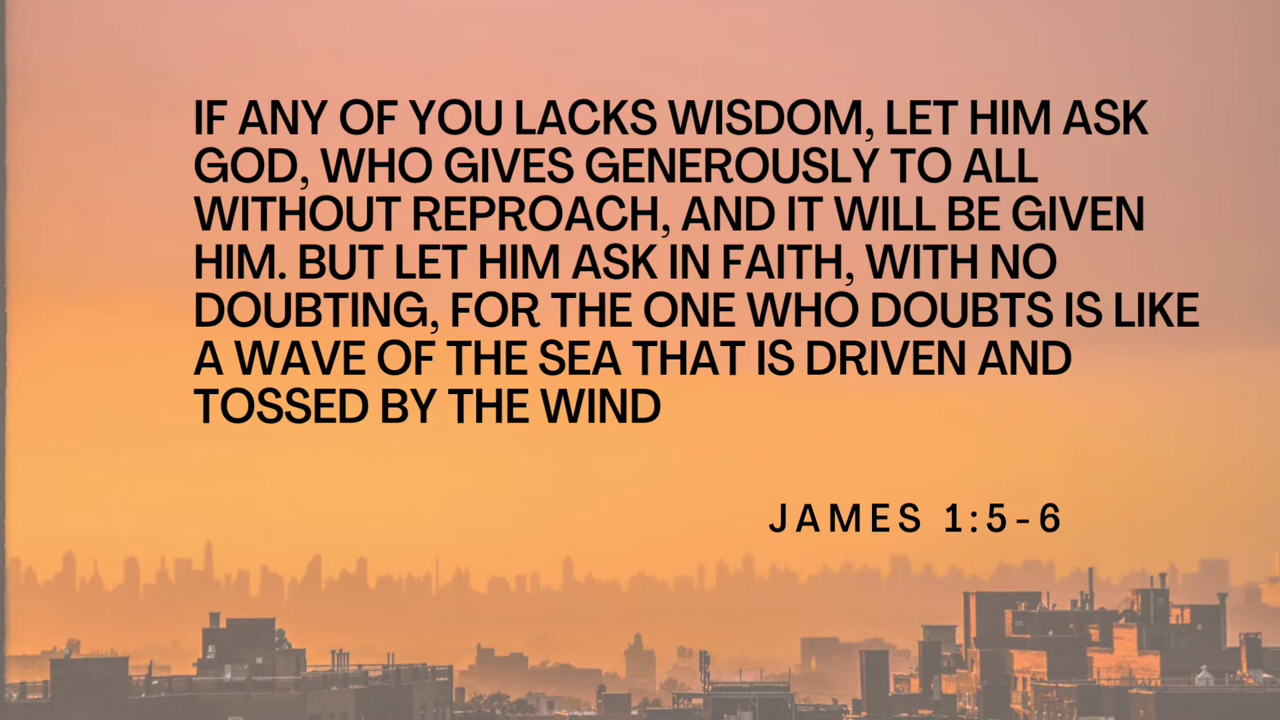 IF ANY OF YOU LACKS WISDOM, LET HIM ASK
GOD, WHO GIVES GENEROUSLY TO ALL
WITHOUT REPROACH, AND IT WILL BE GIVEN
HIM. BUT LET HIM ASK IN FAITH, WITH NO
DOUBTING, FOR THE ONE WHO DOUBTS IS LIKE
A WAVE OF THE SEA THAT IS DRIVEN AND
TOSSED BY THE WIND
JAMES 1:5-6